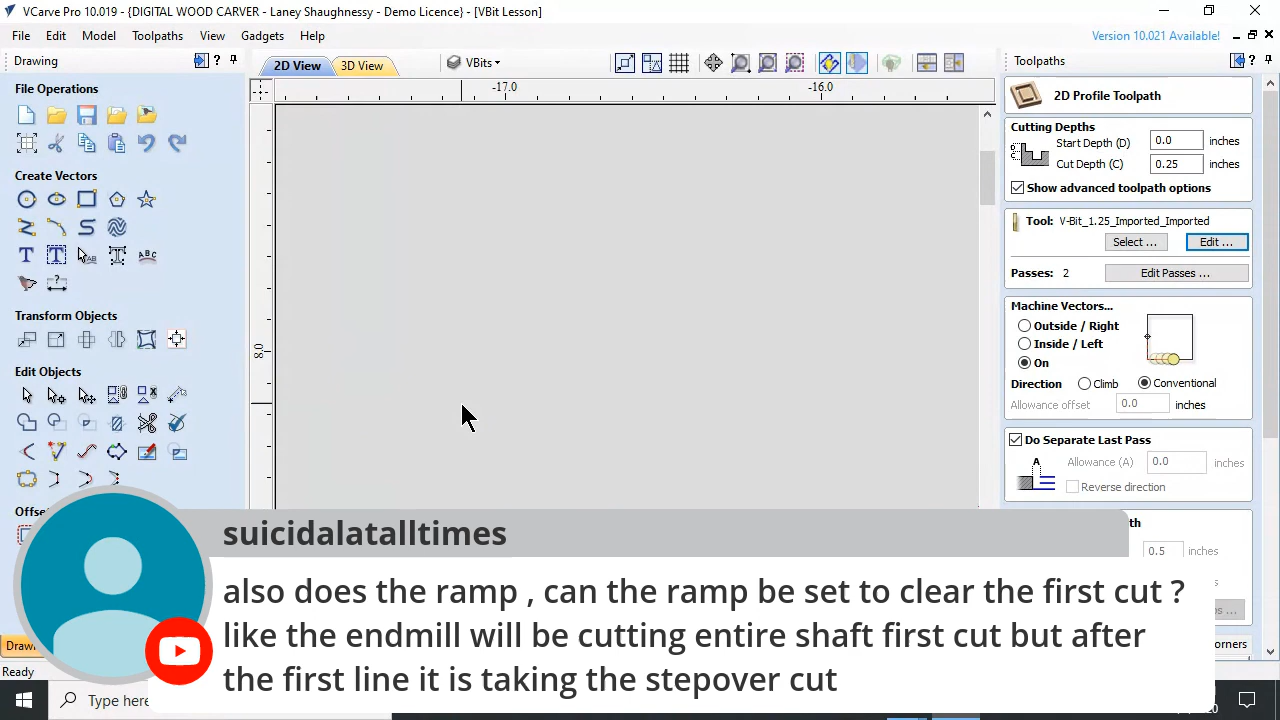 VCarve Pro 10.019 - {DIGITAL WOOD CARVER - Laney Shaughnessy - Demo Licence} - [VBit Lesson]
File Edit Model Toolpaths View Gadgets Help
Version 10.021 Available!
Drawing
2D View 3D View
VBits
Toolpaths
File Operations
Create Vectors
Transform Objects
Edit Objects
-17.0 -16.0
8.0
2D Profile Toolpath
Cutting Depths
Start Depth (D) 0.0 inches
Cut Depth (C) 0.25 inches
Show advanced toolpath options
Tool: V-Bit_1.25_Imported_Imported
Select ... Edit ...
Passes: 2 Edit Passes ...
Machine Vectors...
Outside / Right
Inside / Left
On
Direction Climb Conventional
Allowance offset 0.0 inches
Do Separate Last Pass
A
Allowance (A) 0.0 inches
Reverse direction
0.5 inches
Ready
Type here
suicidalatalltimes
also does the ramp , can the ramp be set to clear the first cut ?
like the endmill will be cutting entire shaft first cut but after
the first line it is taking the stepover cut